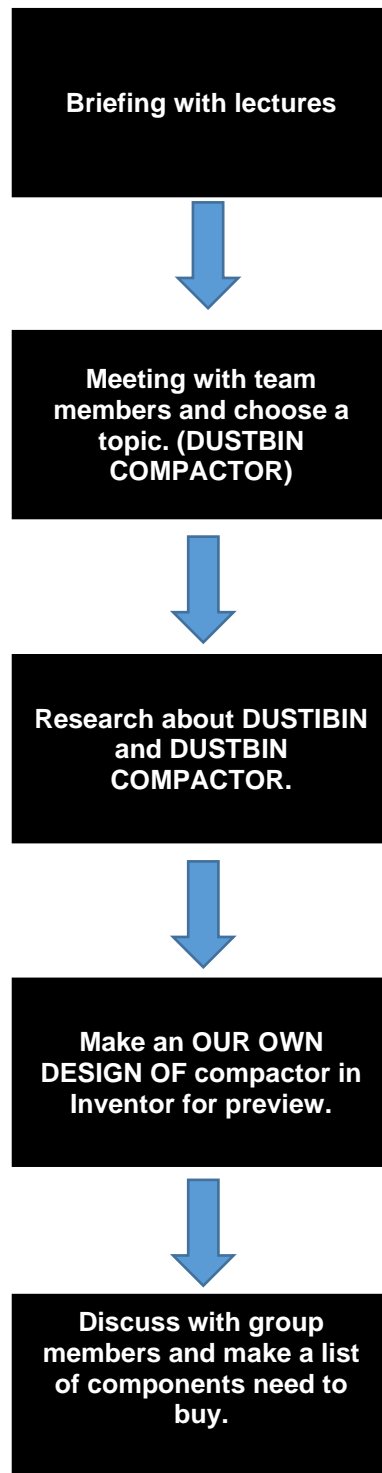 Briefing with lectures
Meeting with team
members and choose a
topic. (DUSTBIN
COMPACTOR)
Research about DUSTIBIN
and DUSTBIN
COMPACTOR.
Make an OUR OWN
DESIGN OF compactor in
Inventor for preview.
Discuss with group
members and make a list
of components need to
buy.